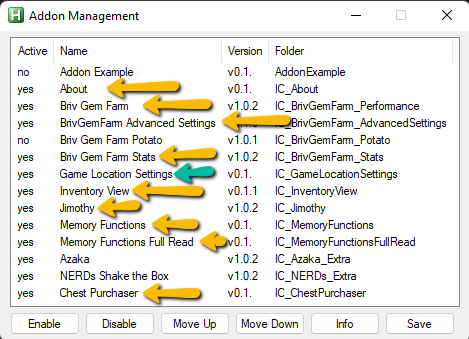 Addon Management
Active Name Version Folder
no Addon Example v0.1. AddonExample
yes About v0.1. IC_About
yes Briv Gem Farm v1.0.2 IC_BrivGemFarm_Performance
yes BrivGemFarm Advanced Settings IC_BrivGemFarm_AdvancedSettings
no Briv Gem Farm Potato v1.0.1 IC_BrivGemFarm_Potato
yes Briv Gem Farm Stats v1.0.2 IC_BrivGemFarm_Stats
yes Game Location Settings v0.1. IC_GameLocationSettings
yes Inventory View v0.1.1 IC_InventoryView
yes Jimothy v1.0.2 IC_Jimothy
yes Memory Functions v0.1. IC_MemoryFunctions
yes Memory Functions Full Read v0.1. IC_MemoryFunctionsFullRead
yes Azaka v1.0.2 IC_Azaka_Extra
yes NERDs Shake the Box v1.0.2 IC_NERDs_Extra
yes Chest Purchaser v0.1. IC_ChestPurchaser
Enable Disable Move Up Move Down Info Save